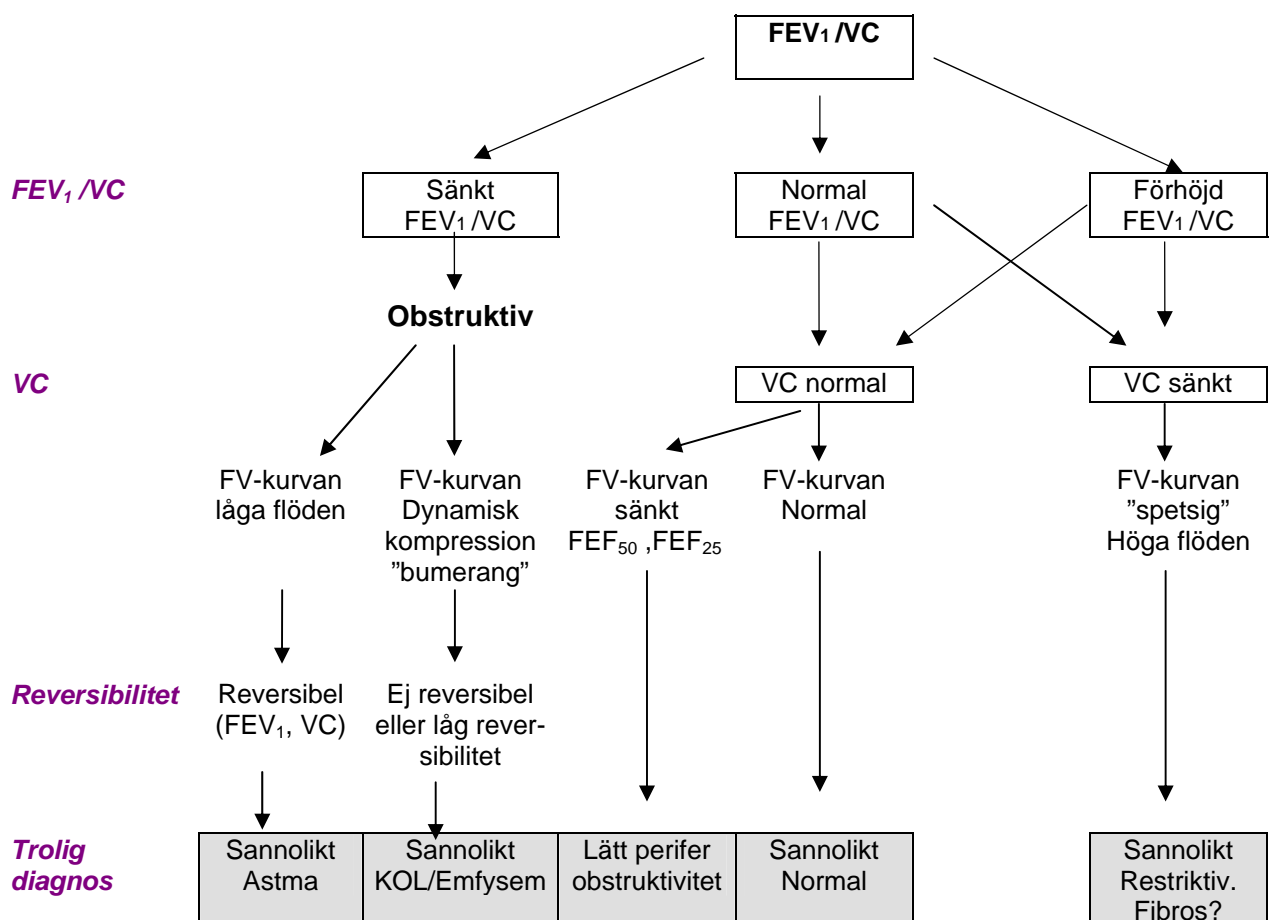 FEV₁ /VC
FEV₁ /VC
Sänkt
FEV₁ /VC
Normal
FEV₁ /VC
Förhöjd
FEV₁ /VC
Obstruktiv
VC
VC normal
VC sänkt
FV-kurvan
låga flöden
FV-kurvan
Dynamisk
kompression
”bumerang”
FV-kurvan
sänkt
FEF₅₀ ,FEF₂₅
FV-kurvan
Normal
FV-kurvan
”spetsig”
Höga flöden
Reversibilitet
Reversibel
(FEV₁, VC)
Ej reversibel
eller låg rever-
sibilitet
Trolig
diagnos
Sannolikt
Astma
Sannolikt
KOL/Emfysem
Lätt perifer
obstruktivitet
Sannolikt
Normal
Sannolikt
Restriktiv.
Fibros?